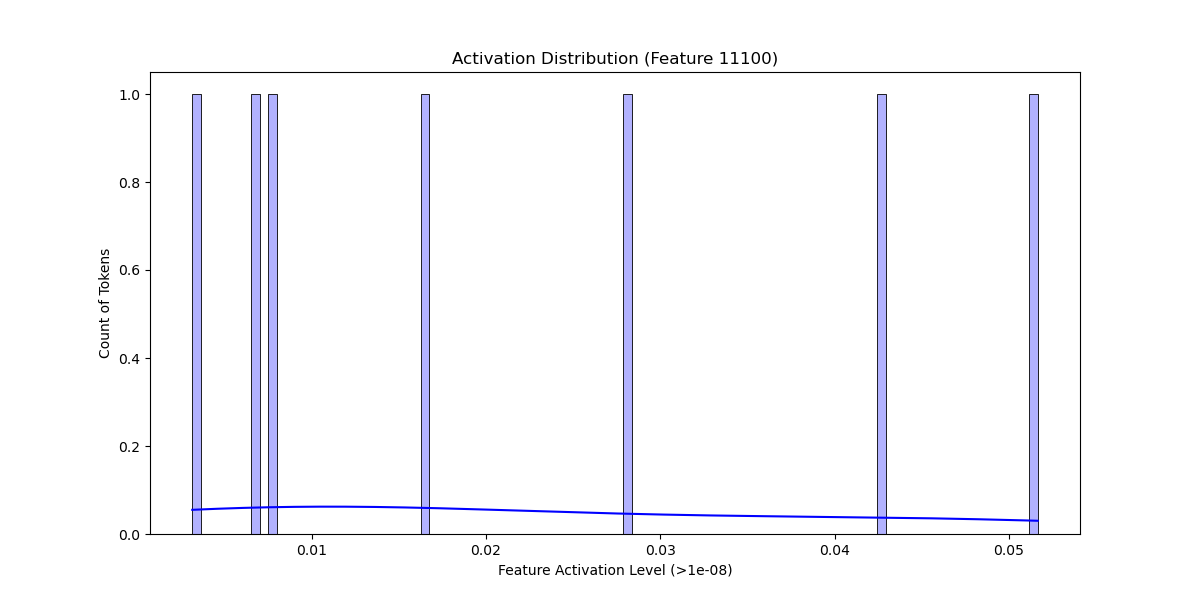 Activation Distribution (Feature 11100)
Count of Tokens
1.0
0.8
0.6
0.4
0.2
0.0
0.01 0.02 0.03 0.04 0.05
Feature Activation Level (>1e-08)